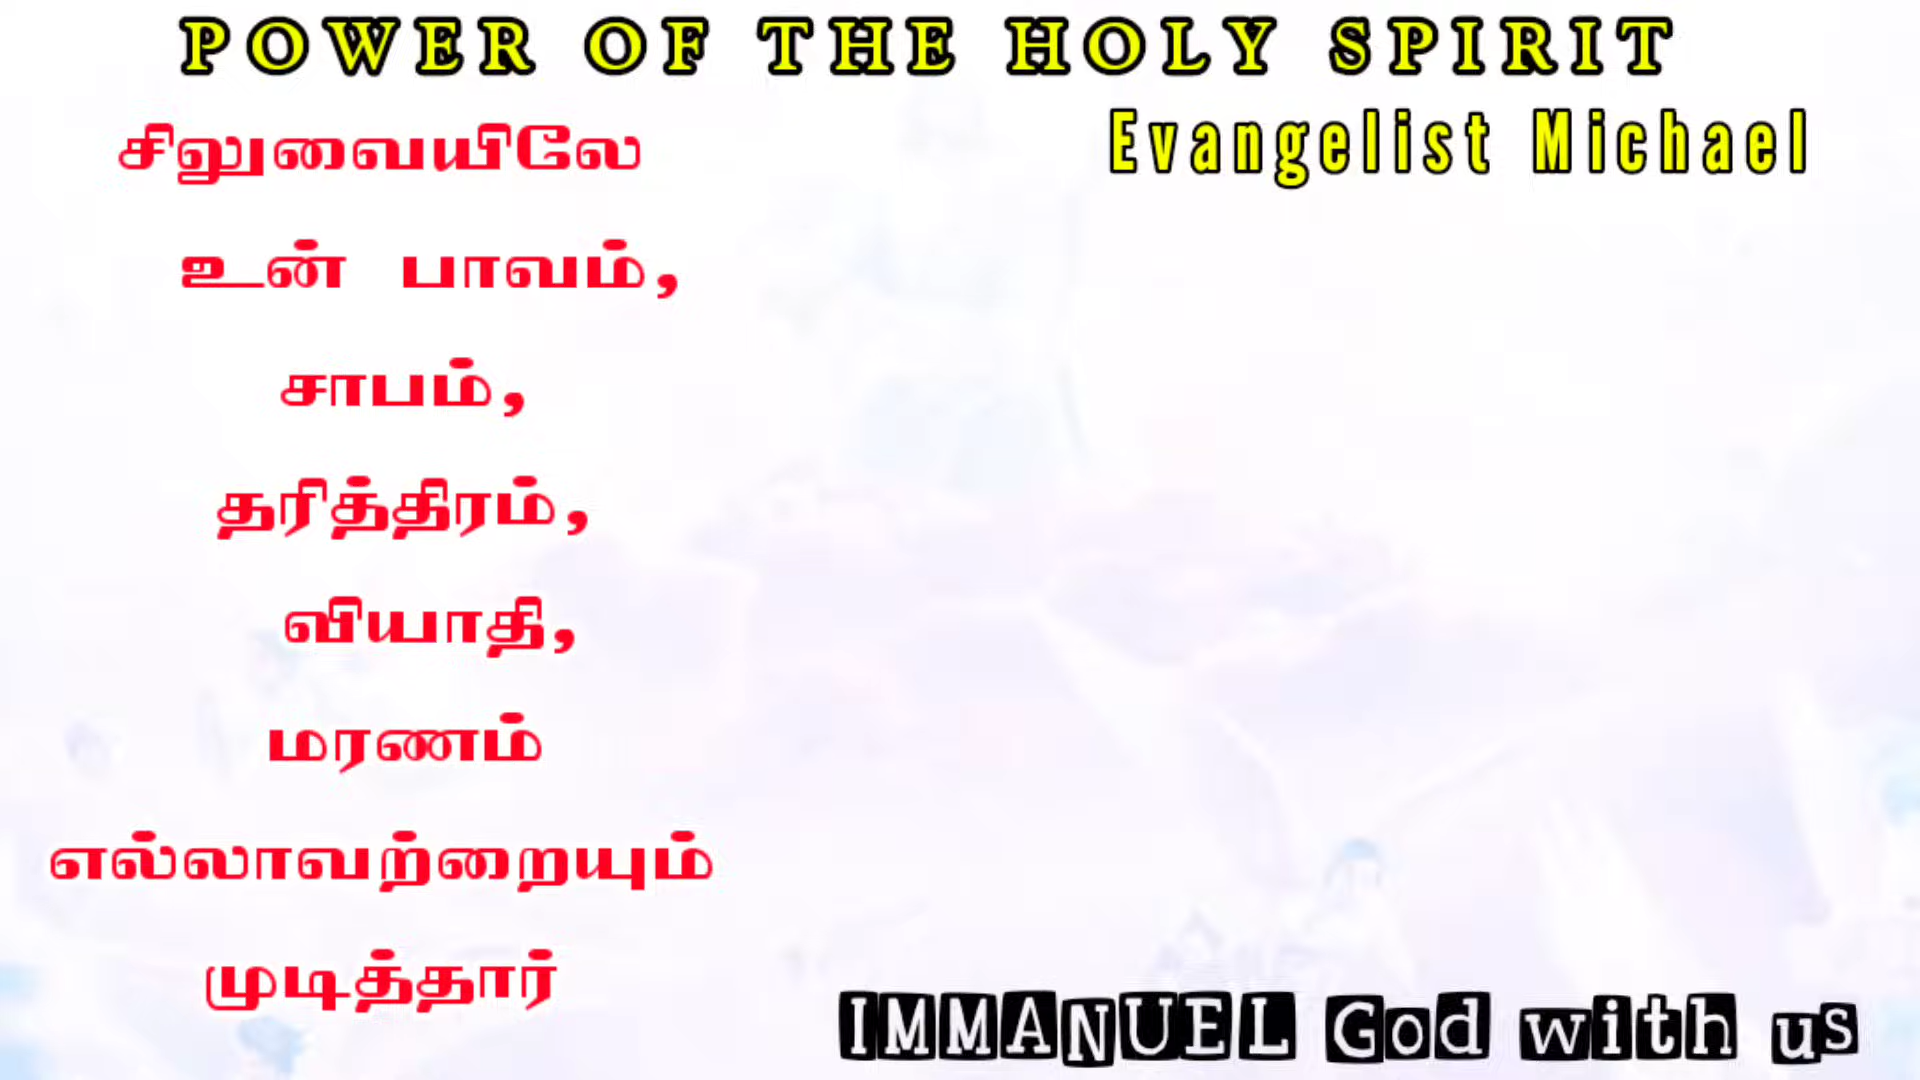 POWER OF THE HOLY SPIRIT
Evangelist Michael
சிலுவையிலே
உன் பாவம்,
சாபம்,
தரித்திரம்,
வியாதி,
மரணம்
எல்லாவற்றையும்
முடித்தார்
IMMANUEL God with us